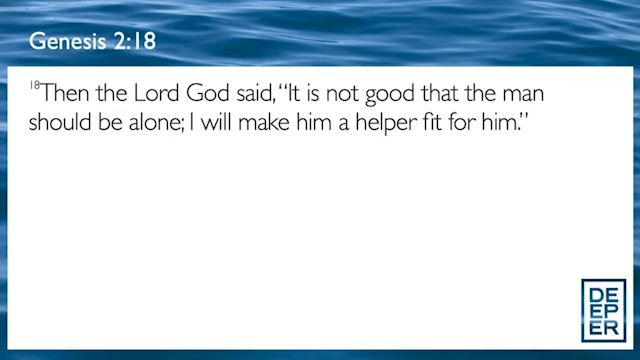 Genesis 2:18
18Then the Lord God said, “It is not good that the man
should be alone; I will make him a helper fit for him.”
DE
EP
ER